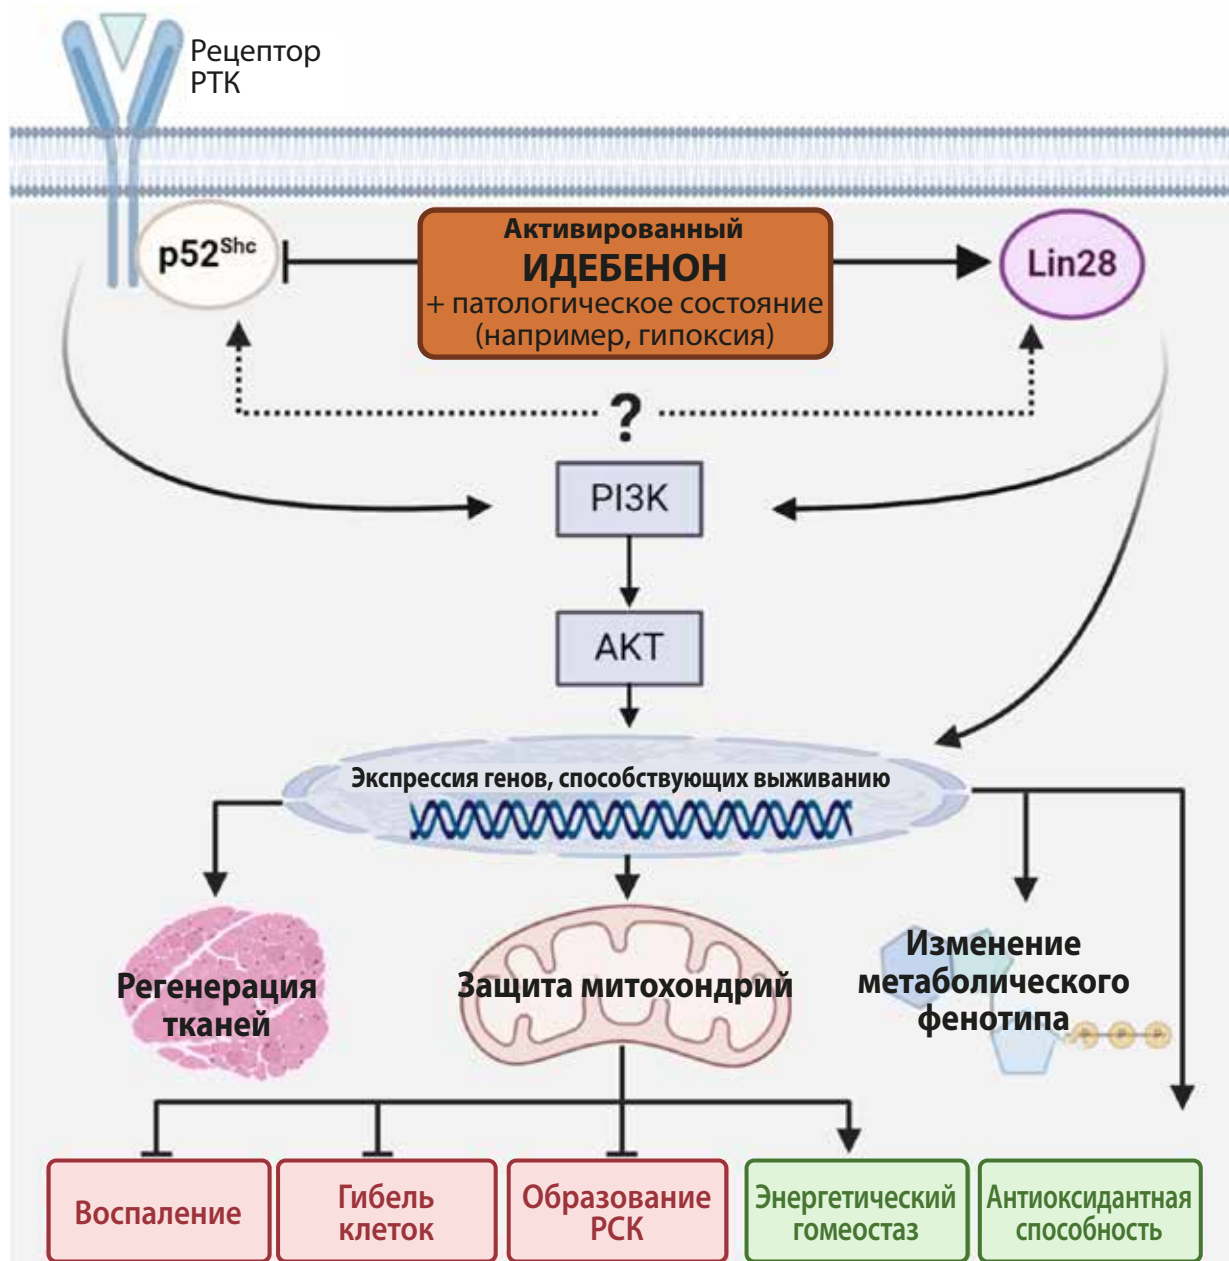 Рецептор
РТК
p52Shc
Активированный
ИДЕБЕНОН
+ патологическое состояние
(например, гипоксия)
Lin28
?
PI3K
AKT
Экспрессия генов, способствующих выживанию
Регенерация
тканей
Защита митохондрий
Изменение
метаболического
фенотипа
P P P
Воспаление
Гибель
клеток
Образование
РСК
Энергетический
гомеостаз
Антиоксидантная
способность